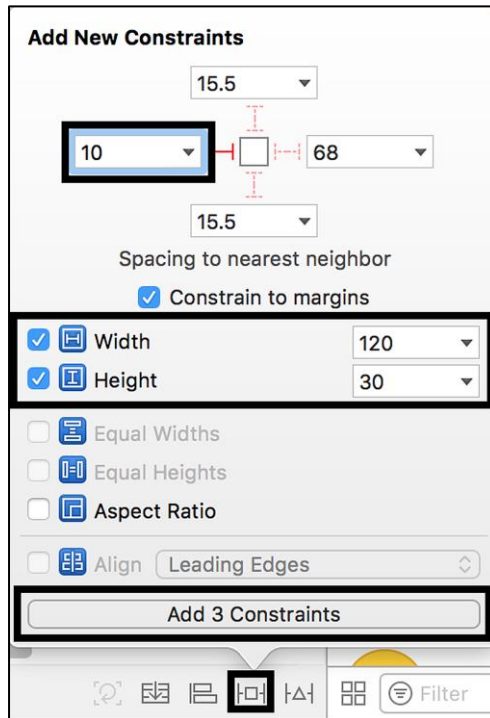 Add New Constraints
15.5
10 68
15.5
Spacing to nearest neighbor
Constrain to margins
Width 120
Height 30
Equal Widths
Equal Heights
Aspect Ratio
Align Leading Edges
Add 3 Constraints
Filter